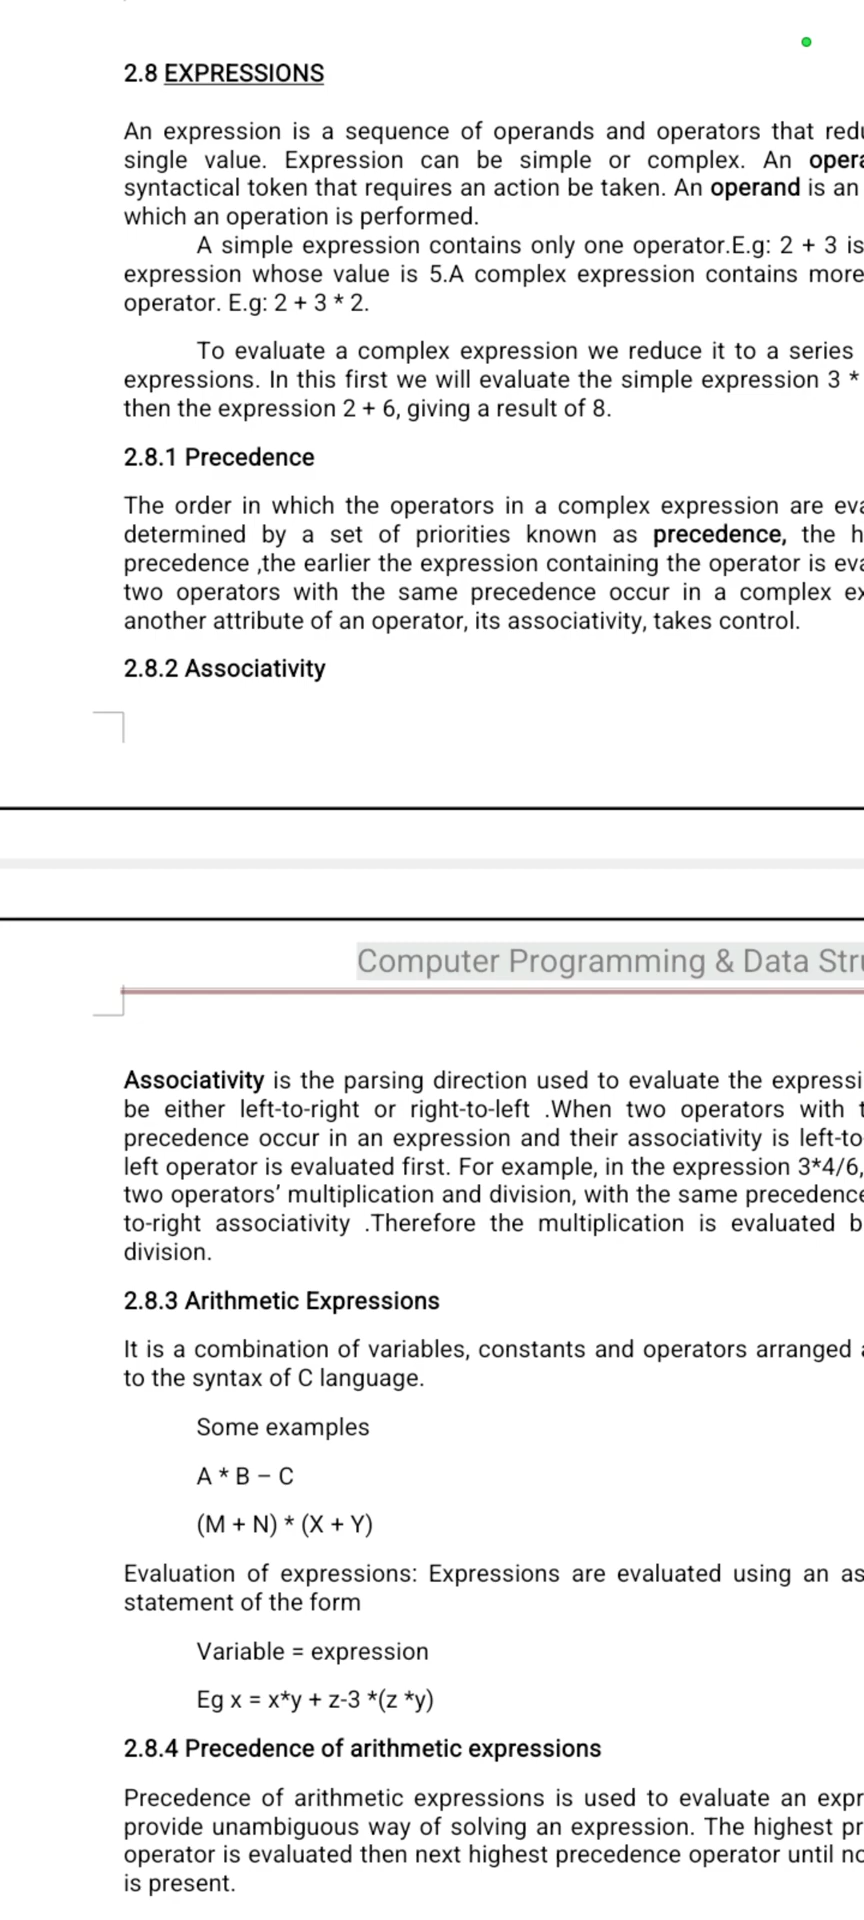 2.8 EXPRESSIONS
An expression is a sequence of operands and operators that
single value. Expression can be simple or complex. An
syntactical token that requires an action be taken. An operand is an
which an operation is performed.
A simple expression contains only one operator.E.g: 2 + 3 is
expression whose value is 5.A complex expression contains more
operator. E.g: 2 + 3 * 2.
To evaluate a complex expression we reduce it to a series
expressions. In this first we will evaluate the simple expression 3 *
then the expression 2 + 6, giving a result of 8.
2.8.1 Precedence
The order in which the operators in a complex expression are
determined by a set of priorities known as precedence, the
precedence ,the earlier the expression containing the operator is
two operators with the same precedence occur in a complex
another attribute of an operator, its associativity, takes control.
2.8.2 Associativity
Computer Programming & Data
Associativity is the parsing direction used to evaluate the
be either left-to-right or right-to-left .When two operators with
precedence occur in an expression and their associativity is left-to-
left operator is evaluated first. For example, in the expression 3*4/6,
two operators’ multiplication and division, with the same precedence
to-right associativity .Therefore the multiplication is evaluated
division.
2.8.3 Arithmetic Expressions
It is a combination of variables, constants and operators arranged
to the syntax of C language.
Some examples
A * B – C
(M + N) * (X + Y)
Evaluation of expressions: Expressions are evaluated using an
statement of the form
Variable = expression
Eg x = x*y + z-3 *(z *y)
2.8.4 Precedence of arithmetic expressions
Precedence of arithmetic expressions is used to evaluate an
provide unambiguous way of solving an expression. The highest
operator is evaluated then next highest precedence operator until
is present.